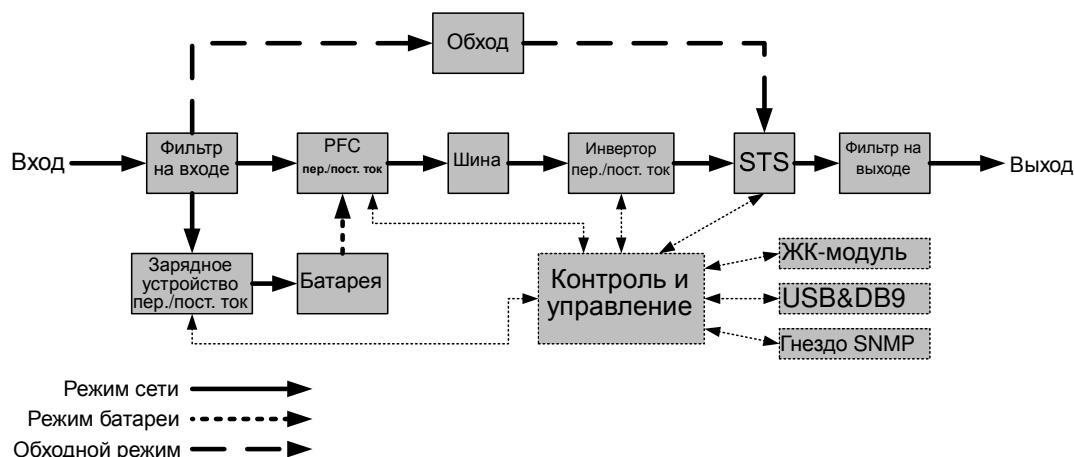 Обход
Вход
Фильтр
на входе
PFC
пер./пост. ток
Шина
Инвертор
пер./пост. ток
STS
Фильтр на
выходе
Выход
Зарядное
устройство
пер./пост. ток
Батарея
Контроль и
управление
ЖК-модуль
USB&DB9
Гнездо SNMP
Режим сети
Режим батареи
Обходной режим